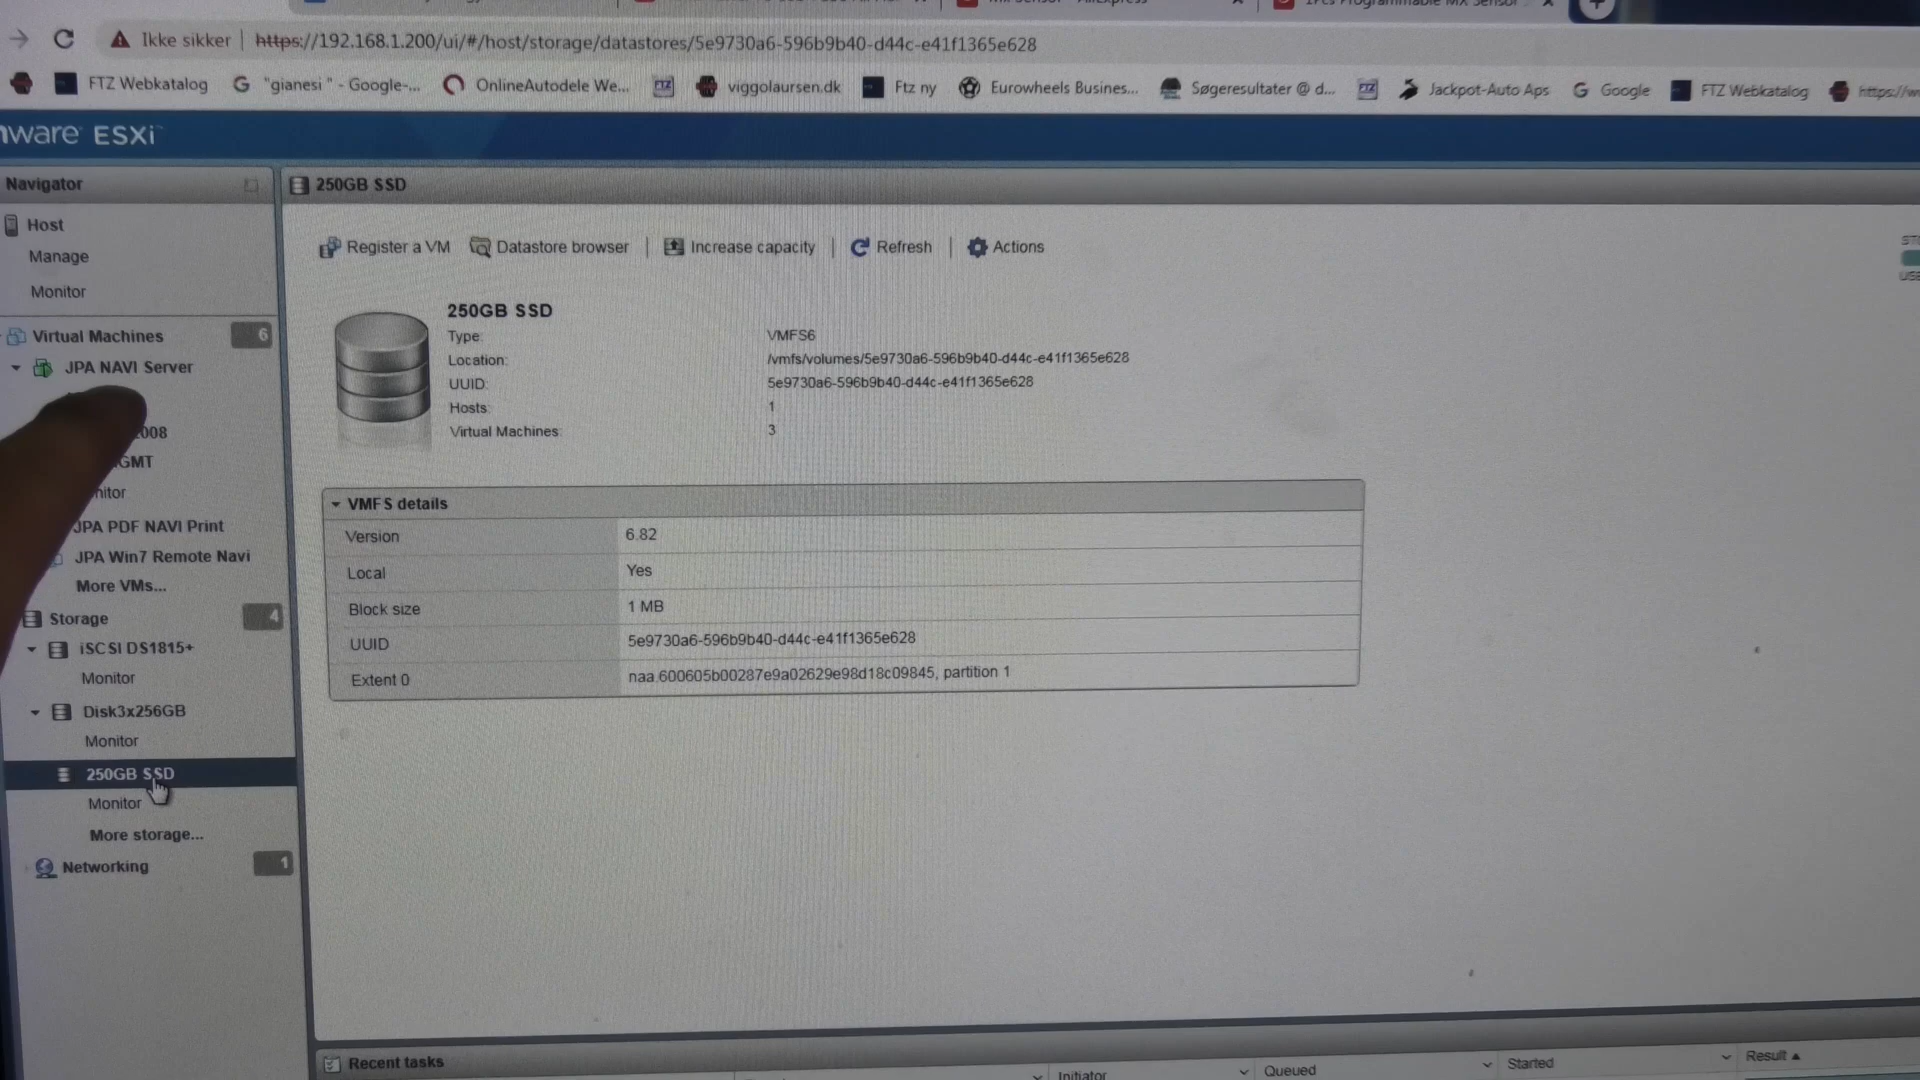 Ikke sikker | https://192.168.1.200/ui/#/host/storage/datastores/5e9730a6-596b9b40-d44c-e41f1365e628
FTZ Webkatalog "gianesi " - Google-... OnlineAutodele We... FTZ viggolaursen.dk Ftz ny Eurowheels Busines... Søgeresultater @ d... FTZ Jackpot-Auto Aps Google FTZ Webkatalog
ware ESXi
Navigator
250GB SSD
Host
Manage
Monitor
Virtual Machines 6
JPA NAVI Server
008
GMT
nitor
JPA PDF NAVI Print
JPA Win7 Remote Navi
More VMs...
Storage 4
iSCSI DS1815+
Monitor
Disk3x256GB
Monitor
250GB SSD
Monitor
More storage...
Networking 1
Register a VM Datastore browser | Increase capacity | Refresh | Actions
250GB SSD
Type: VMFS6
Location: /vmfs/volumes/5e9730a6-596b9b40-d44c-e41f1365e628
UUID: 5e9730a6-596b9b40-d44c-e41f1365e628
Hosts: 1
Virtual Machines: 3
VMFS details
Version 6.82
Local Yes
Block size 1 MB
UUID 5e9730a6-596b9b40-d44c-e41f1365e628
Extent 0 naa.600605b00287e9a02629e98d18c09845, partition 1
Recent tasks
Initiator Queued Started Result